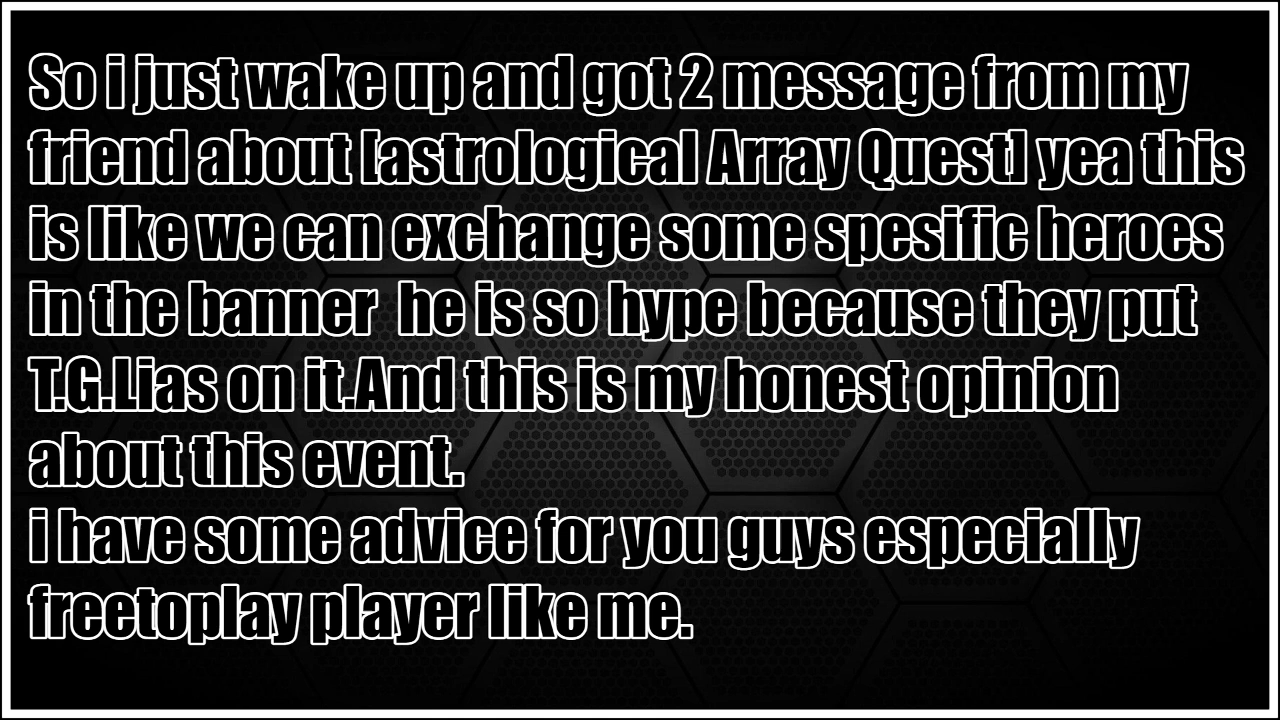 So i just wake up and got 2 message from my
friend about [astrological Array Quest] yea this
is like we can exchange some spesific heroes
in the banner  he is so hype because they put
T.G.Lias on it.And this is my honest opinion
about this event.
i have some advice for you guys especially
freetoplay player like me.